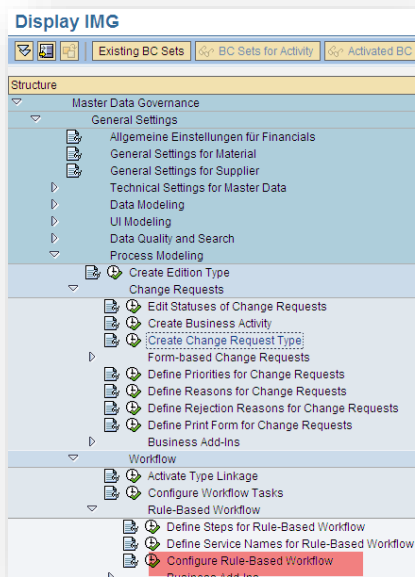 Display IMG
Existing BC Sets BC Sets for Activity Activated BC
Structure
Master Data Governance
General Settings
Allgemeine Einstellungen für Financials
General Settings for Material
General Settings for Supplier
Technical Settings for Master Data
Data Modeling
UI Modeling
Data Quality and Search
Process Modeling
Create Edition Type
Change Requests
Edit Statuses of Change Requests
Create Business Activity
Create Change Request Type
Form-based Change Requests
Define Priorities for Change Requests
Define Reasons for Change Requests
Define Rejection Reasons for Change Requests
Define Print Form for Change Requests
Business Add-Ins
Workflow
Activate Type Linkage
Configure Workflow Tasks
Rule-Based Workflow
Define Steps for Rule-Based Workflow
Define Service Names for Rule-Based Workflow
Configure Rule-Based Workflow
Business Add-Ins